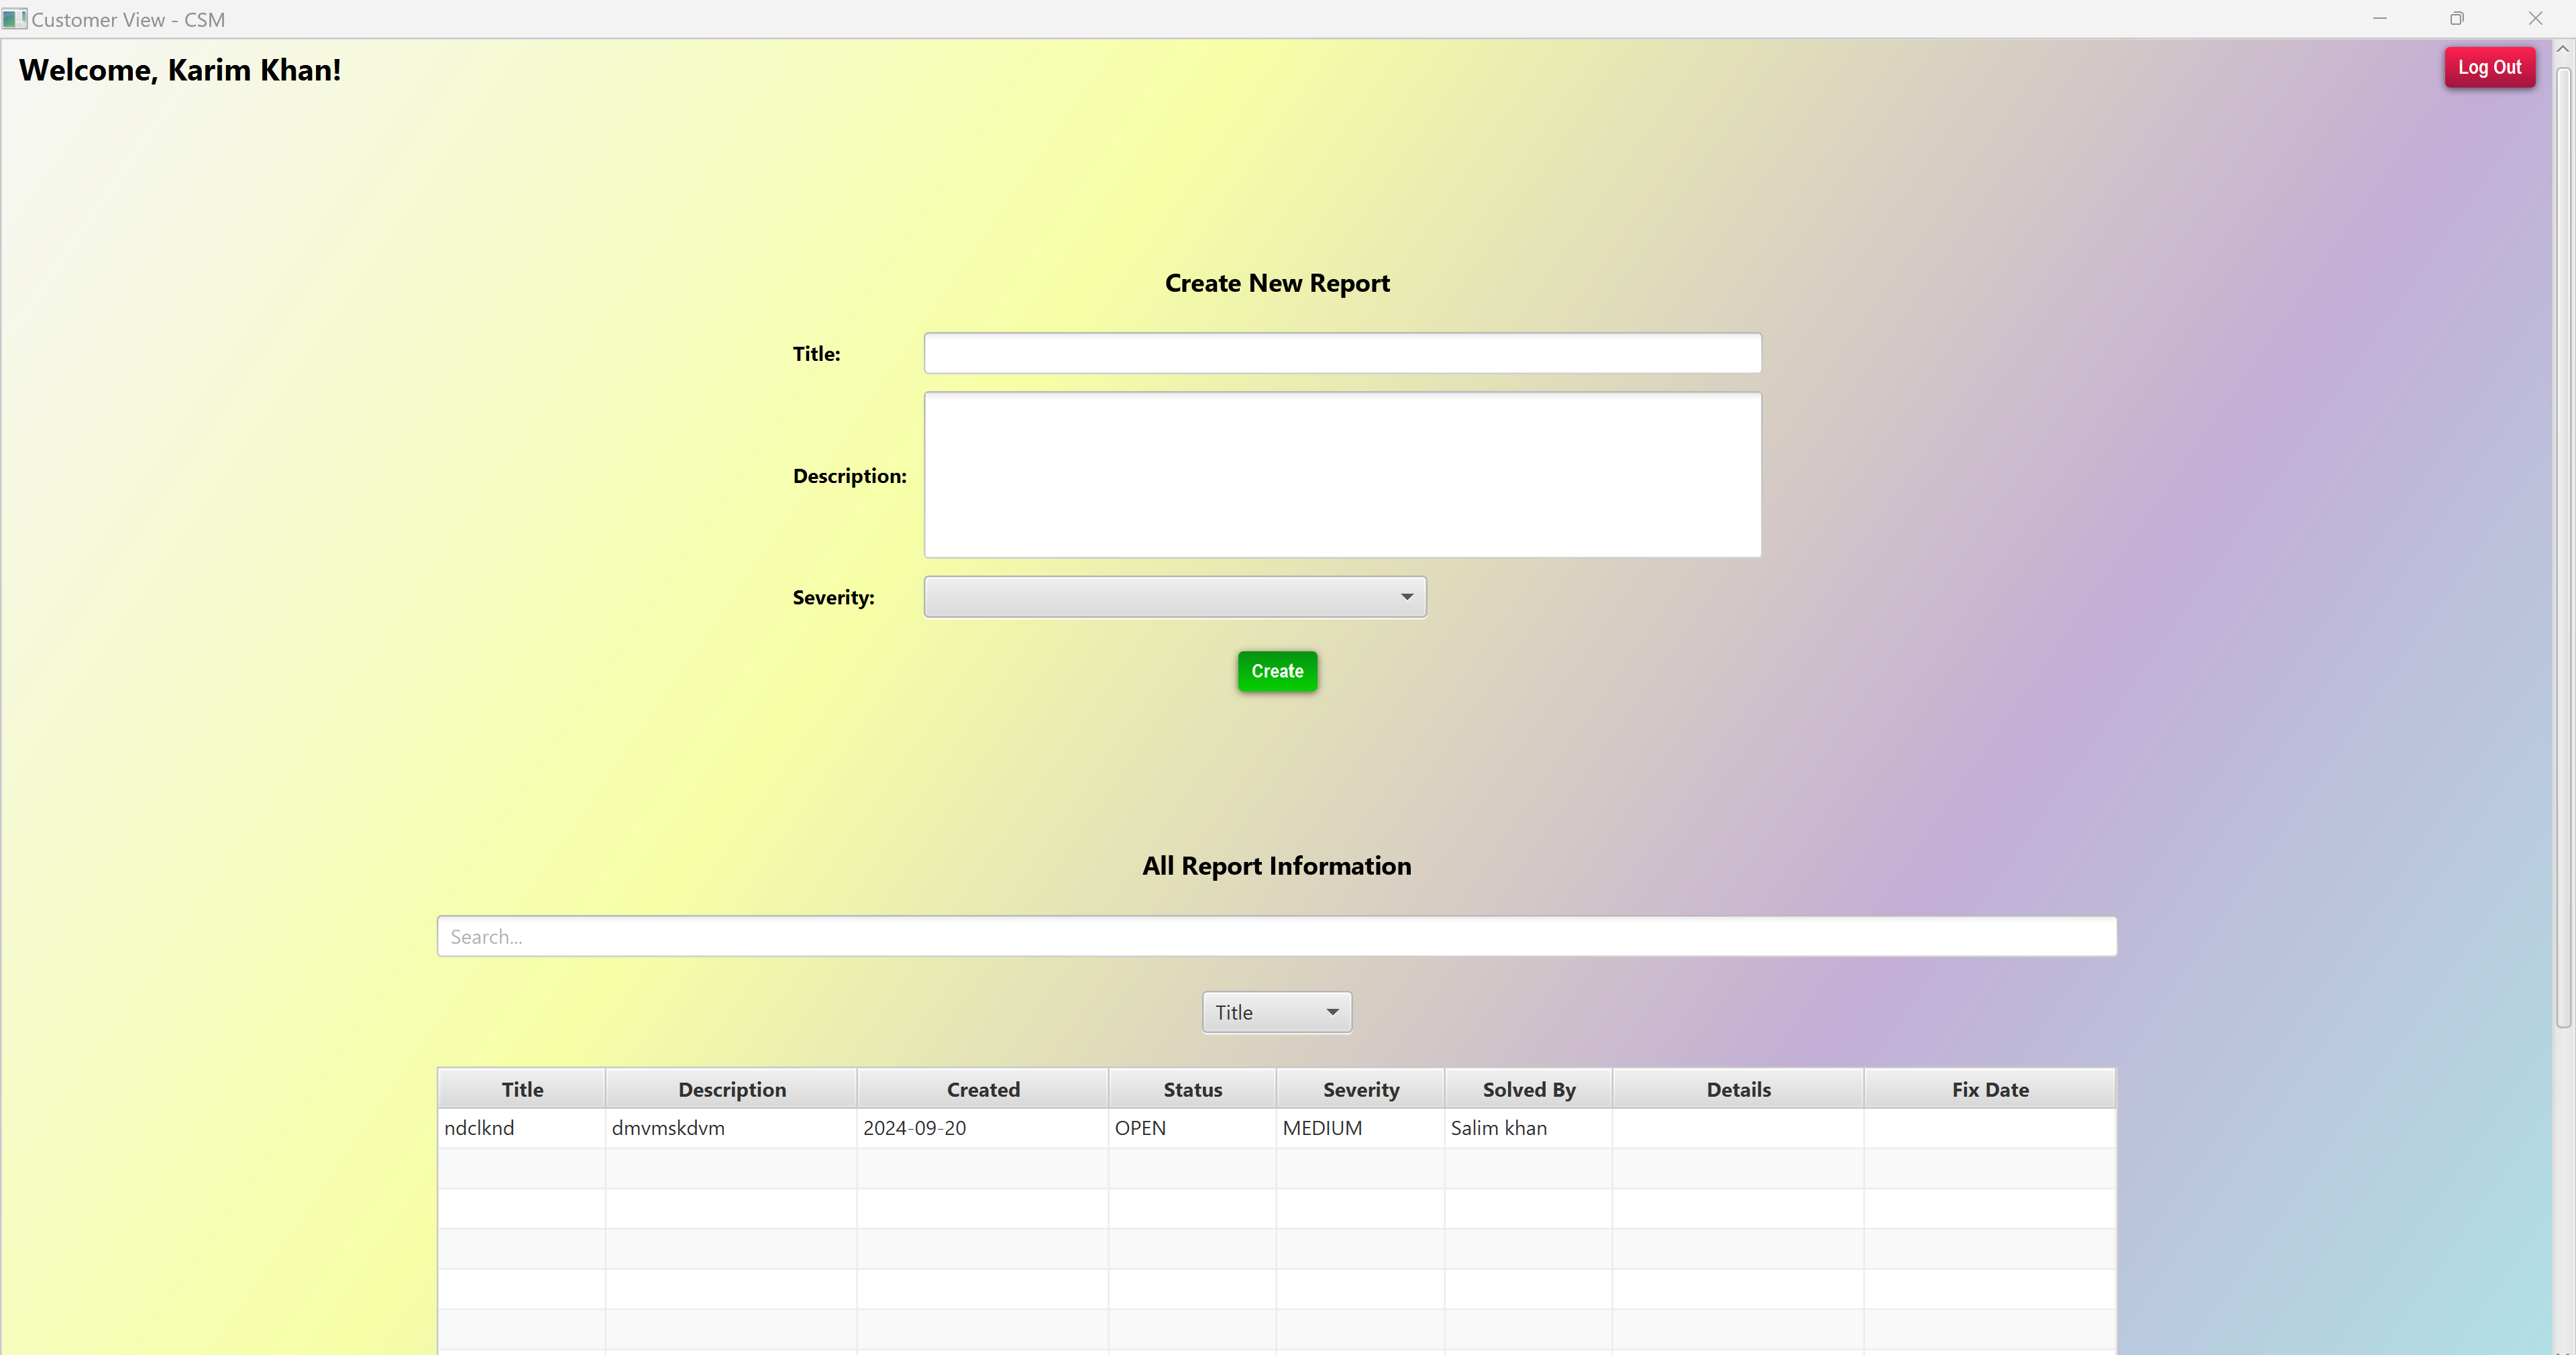 Customer View - CSM
Welcome, Karim Khan!
Log Out
Create New Report
Title:
Description:
Severity:
Create
All Report Information
Search...
Title
Title Description Created Status Severity Solved By Details Fix Date
ndclknd dmvmskdvm 2024-09-20 OPEN MEDIUM Salim khan